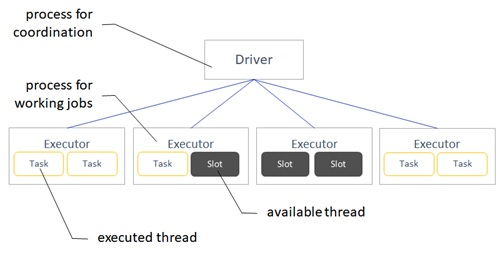 process for
coordination
Driver
process for
working jobs
Executor
Task Task
Executor
Task Slot
Executor
Slot Slot
Executor
Task Task
available thread
executed thread